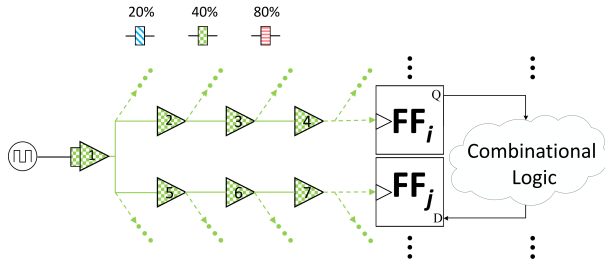 20% 40% 80%
2 3 4
Q
FFi
1
Combinational
Logic
5 6 7
FFj
D